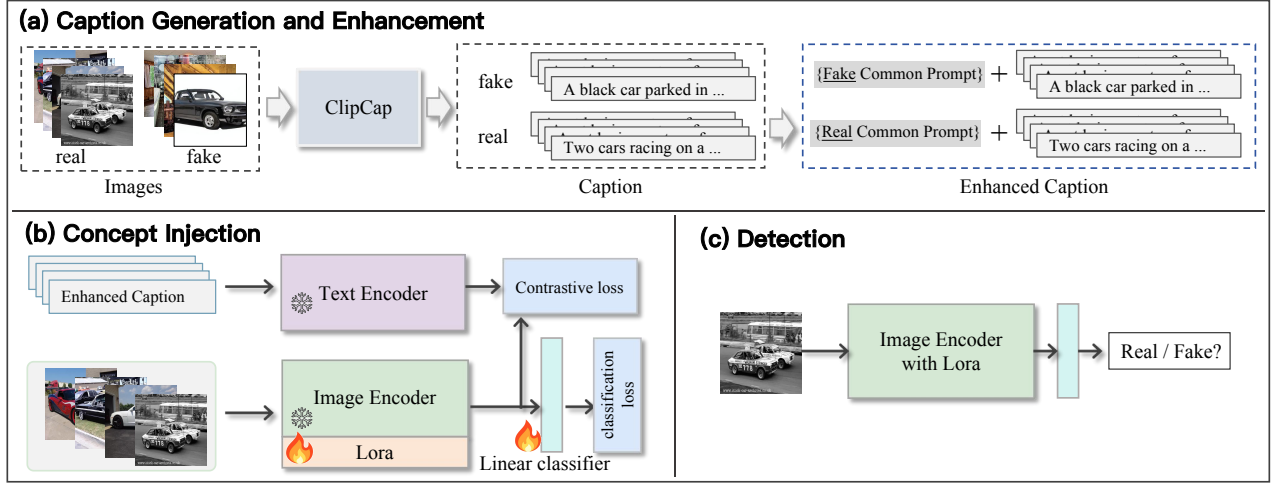 (a) Caption Generation and Enhancement
real
fake
Images
ClipCap
fake
A black car parked in ...
real
Two cars racing on a ...
Caption
{Fake Common Prompt}
+
A black car parked in ...
{Real Common Prompt}
+
Two cars racing on a ...
Enhanced Caption
(b) Concept Injection
Enhanced Caption
Text Encoder
Contrastive loss
Image Encoder
Lora
Linear classifier
classification
loss
118
(c) Detection
118
Image Encoder
with Lora
Real / Fake?